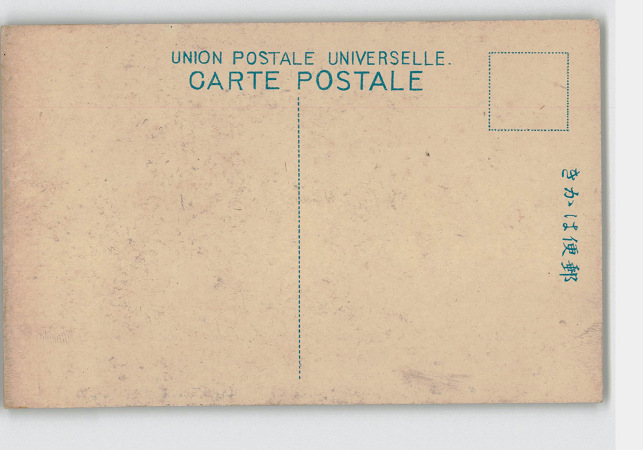 UNION POSTALE UNIVERSELLE.
CARTE POSTALE
郵便はかき